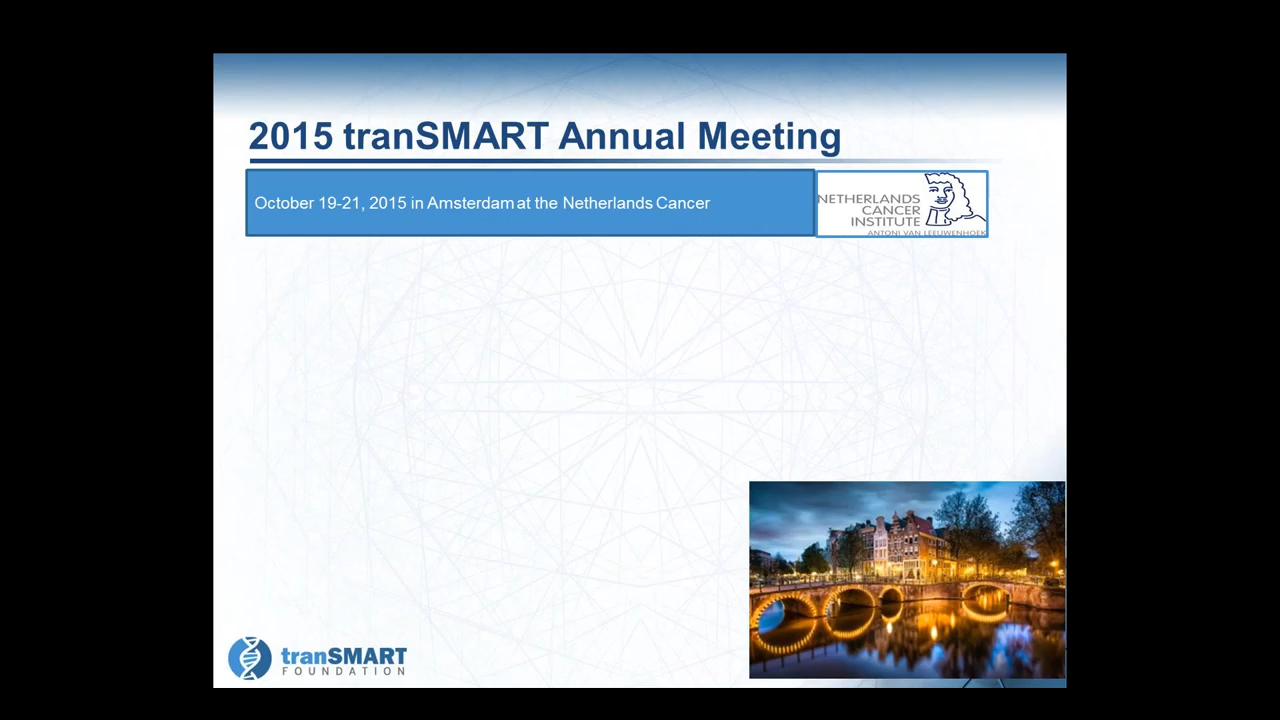 2015 tranSMART Annual Meeting
October 19-21, 2015 in Amsterdam at the Netherlands Cancer
NETHERLANDS
CANCER
INSTITUTE
ANTONI VAN LEEUWENHOEK
tranSMART
FOUNDATION